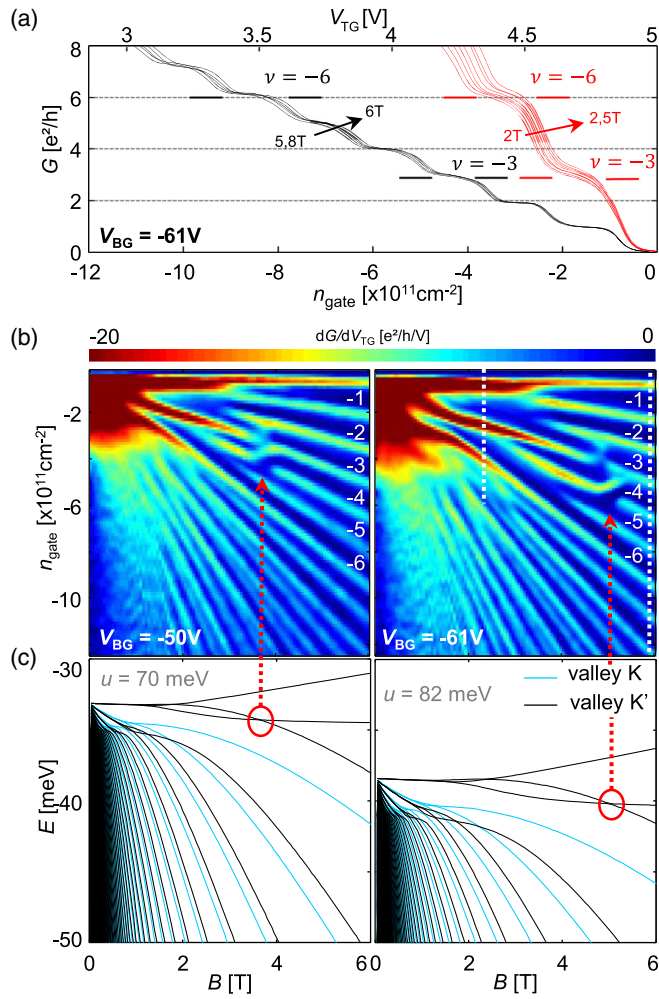 (a)
V_TG [V]
3 3.5 4 4.5 5
8
6
4
2
0
G [e²/h]
ν = −6
ν = −6
6T
5,8T
2,5T
2T
ν = −3
ν = −3
V_BG = -61V
-12 -10 -8 -6 -4 -2 0
n_gate [x10¹¹cm⁻²]
(b)
-20 dG/dV_TG [e²/h/V] 0
-2
-6
-10
n_gate [x10¹¹cm⁻²]
-1
-2
-3
-4
-5
-6
V_BG = -50V
-1
-2
-3
-4
-5
-6
V_BG = -61V
(c)
-30
-40
-50
E [meV]
u = 70 meV
u = 82 meV
valley K
valley K'
0 2 4 6
B [T]
0 2 4 6
B [T]